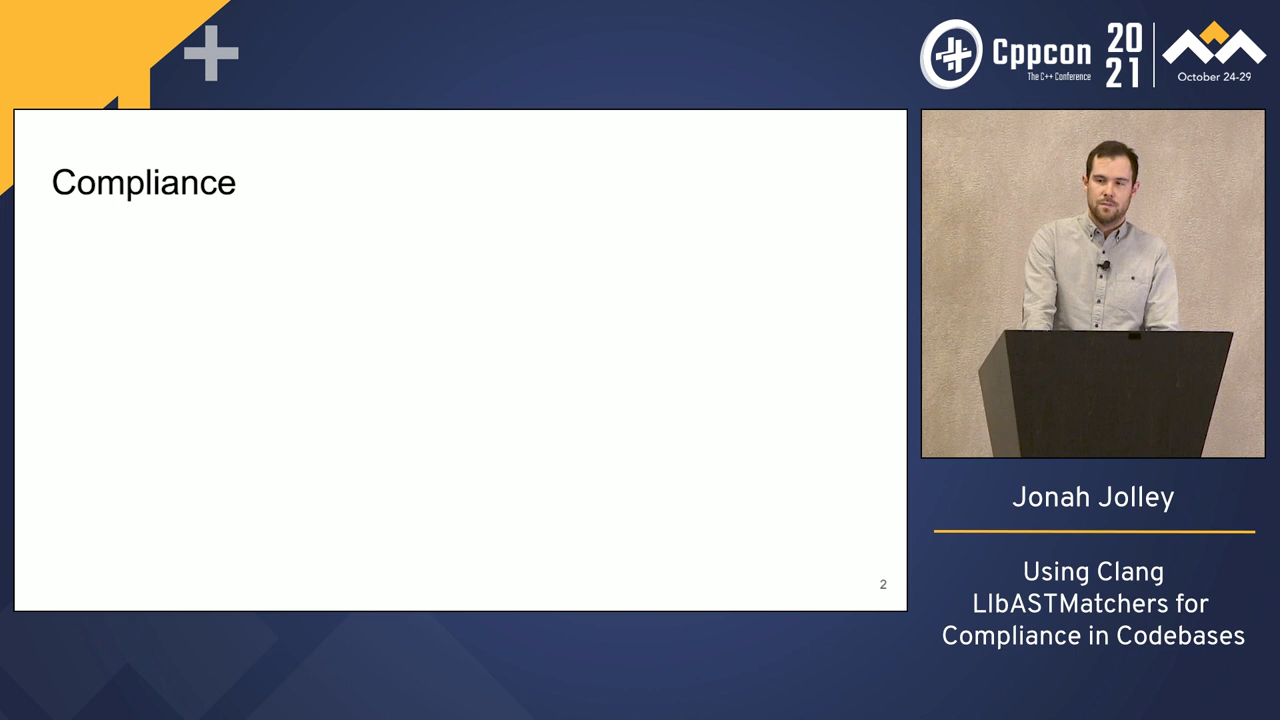 Cppcon
The C++ Conference
20
21
October 24-29
Compliance
2
Jonah Jolley
Using Clang
LIbASTMatchers for
Compliance in Codebases